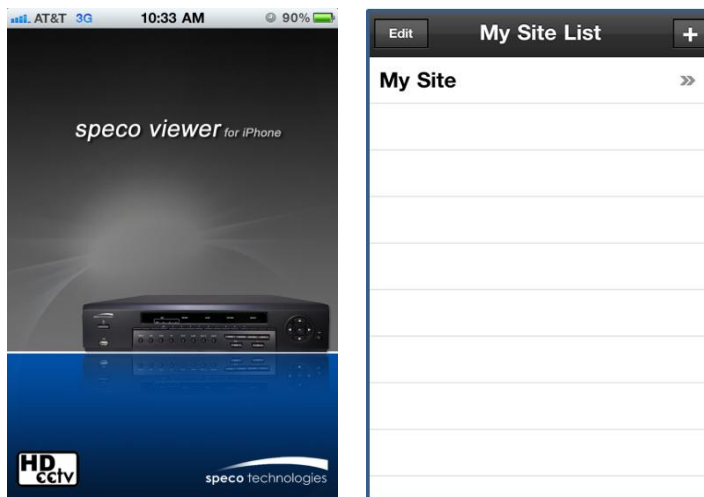 AT&T 3G 10:33 AM 90%
speco viewer for iPhone
HD
cctv
speco technologies
Edit My Site List +
My Site »